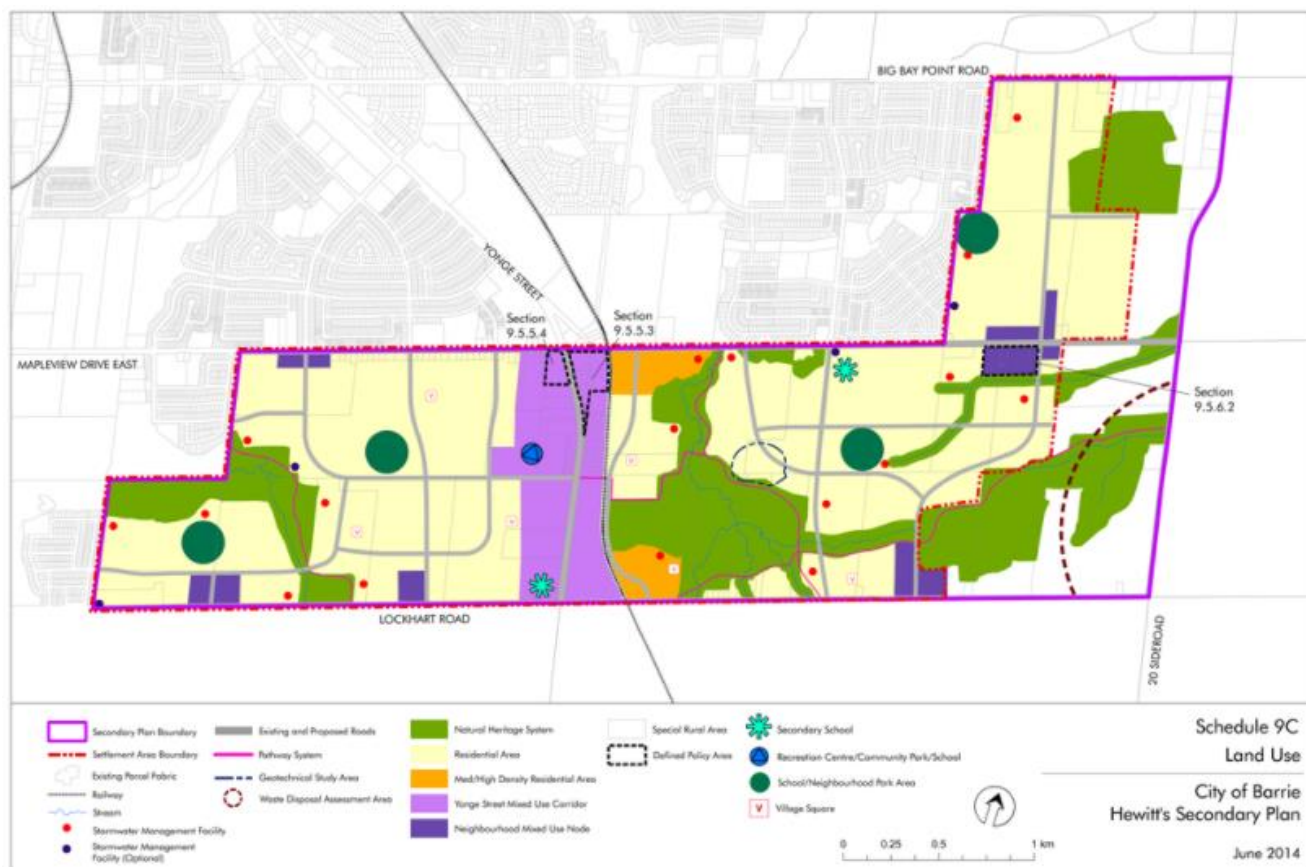 BIG BAY POINT ROAD
YONGE STREET
Section
9.5.5.4
Section
9.5.5.3
MAPLEVIEW DRIVE EAST
Section
9.5.6.2
V
V
V
V
V
V
LOCKHART ROAD
20 SIDEROAD
Secondary Plan Boundary
Settlement Area Boundary
Existing Parcel Fabric
Railway
Stream
Stormwater Management Facility
Stormwater Management
Facility (Optional)
Existing and Proposed Roads
Pathway System
Geotechnical Study Area
Waste Disposal Assessment Area
Natural Heritage System
Residential Area
Med/High Density Residential Area
Yonge Street Mixed Use Corridor
Neighbourhood Mixed Use Node
Special Rural Area
Defined Policy Area
Secondary School
Recreation Centre/Community Park/School
School/Neighbourhood Park Area
V Village Square
0 0.25 0.5 1 km
Schedule 9C
Land Use
City of Barrie
Hewitt's Secondary Plan
June 2014